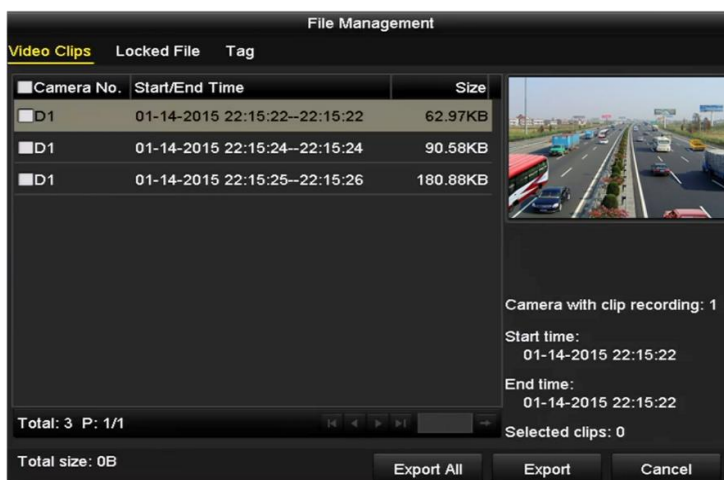 File Management
Video Clips Locked File Tag
Camera No. Start/End Time Size
D1 01-14-2015 22:15:22--22:15:22 62.97KB
D1 01-14-2015 22:15:24--22:15:24 90.58KB
D1 01-14-2015 22:15:25--22:15:26 180.88KB
Camera with clip recording: 1
Start time:
01-14-2015 22:15:22
End time:
01-14-2015 22:15:22
Selected clips: 0
Total: 3 P: 1/1
Total size: 0B
Export All Export Cancel